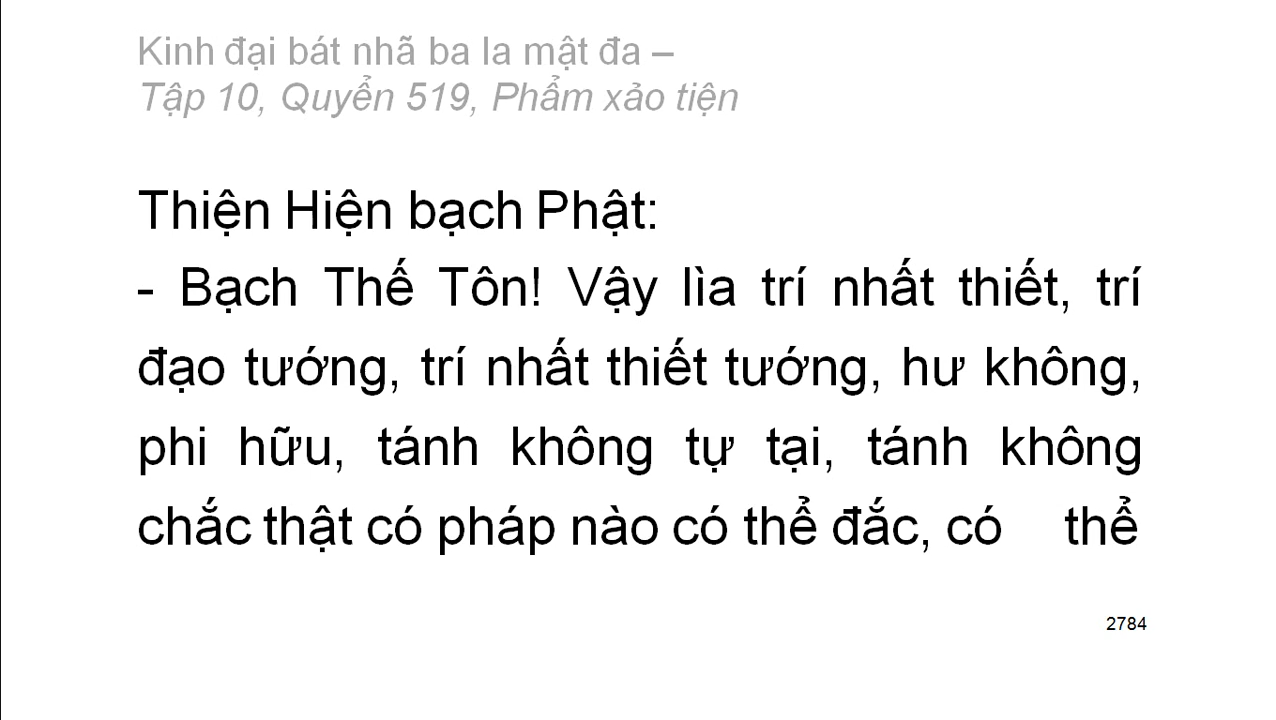 Kinh đại bát nhã ba la mật đa –
Tập 10, Quyển 519, Phẩm xảo tiện
Thiện Hiện bạch Phật:
- Bạch Thế Tôn! Vậy lìa trí nhất thiết, trí
đạo tướng, trí nhất thiết tướng, hư không,
phi hữu, tánh không tự tại, tánh không
chắc thật có pháp nào có thể đắc, có thể
2784